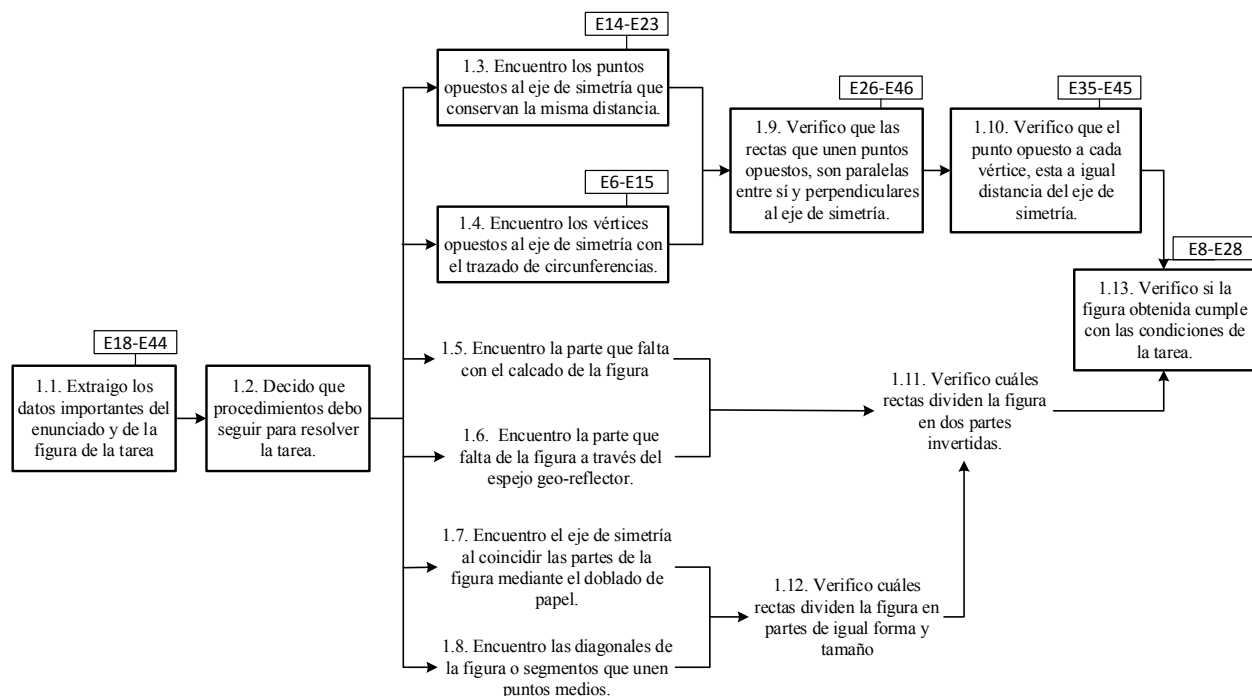 E18-E44
1.1. Extraigo los
datos importantes del
enunciado y de la
figura de la tarea
1.2. Decido que
procedimientos debo
seguir para resolver
la tarea.
E14-E23
1.3. Encuentro los puntos
opuestos al eje de simetría que
conservan la misma distancia.
E6-E15
1.4. Encuentro los vértices
opuestos al eje de simetría con
el trazado de circunferencias.
1.5. Encuentro la parte que falta
con el calcado de la figura
1.6. Encuentro la parte que
falta de la figura a través del
espejo geo-reflector.
1.7. Encuentro el eje de simetría
al coincidir las partes de la
figura mediante el doblado de
papel.
1.8. Encuentro las diagonales de
la figura o segmentos que unen
puntos medios.
E26-E46
1.9. Verifico que las
rectas que unen puntos
opuestos, son paralelas
entre sí y perpendiculares
al eje de simetría.
E35-E45
1.10. Verifico que el
punto opuesto a cada
vértice, esta a igual
distancia del eje de
simetría.
1.11. Verifico cuáles
rectas dividen la figura
en dos partes
invertidas.
1.12. Verifico cuáles
rectas dividen la figura en
partes de igual forma y
tamaño
E8-E28
1.13. Verifico si la
figura obtenida cumple
con las condiciones de
la tarea.